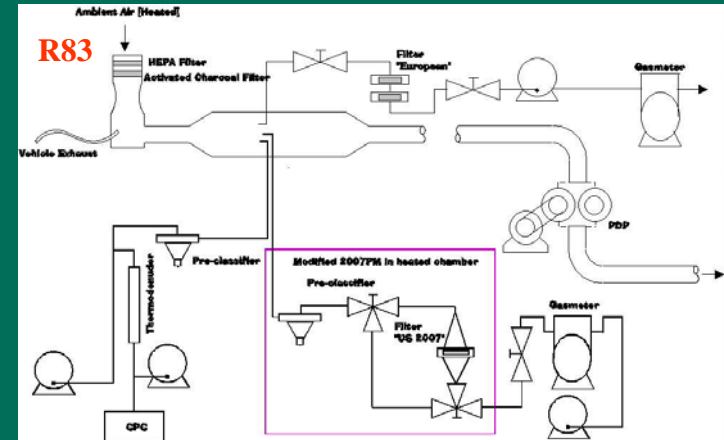 Ambient Air [Heated]
R83
HEPA Filter
Activated Charcoal Filter
Filter
"European"
Gasmeter
Vehicle Exhaust
PDP
Pre-classifier
Modified 2007PM in heated chamber
Pre-classifier
Thermodenuder
Filter
"US 2007"
Gasmeter
CPC